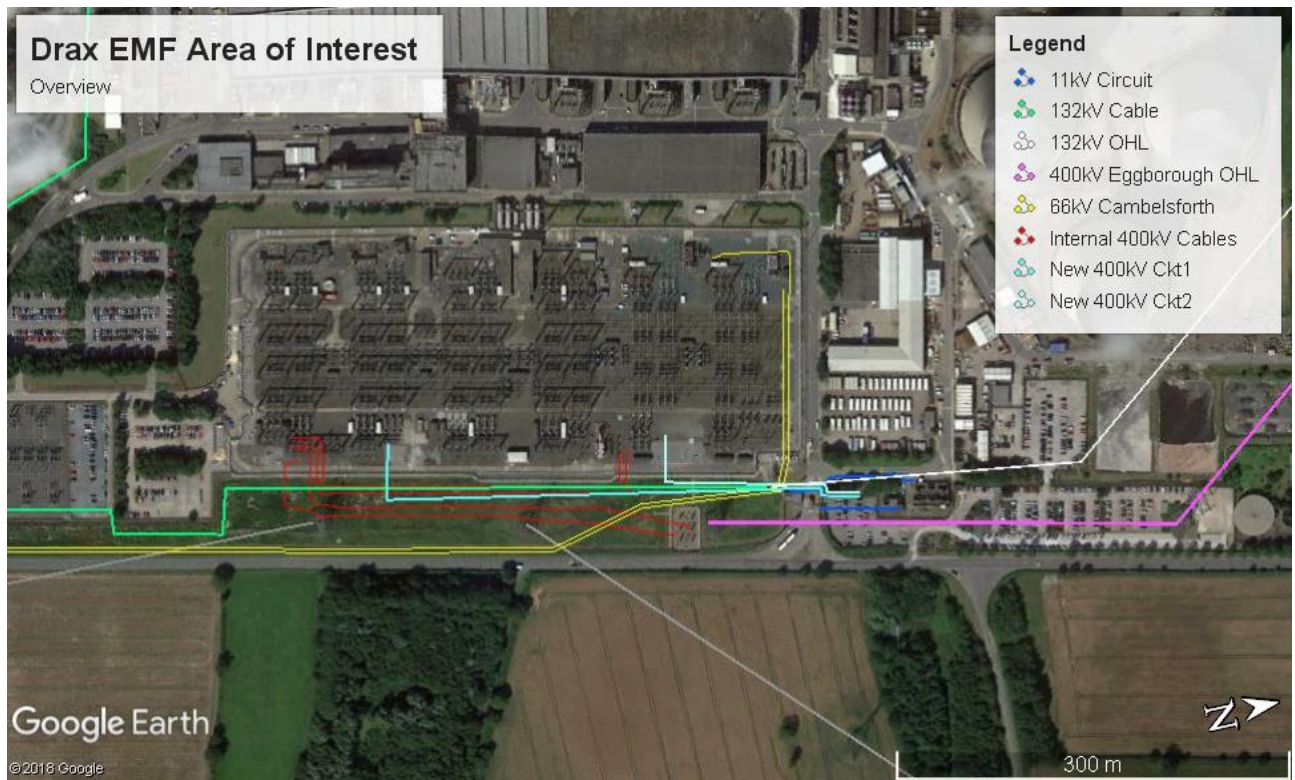 Drax EMF Area of Interest
Overview
Legend
11kV Circuit
132kV Cable
132kV OHL
400kV Eggborough OHL
66kV Cambelsforth
Internal 400kV Cables
New 400kV Ckt1
New 400kV Ckt2
Google Earth
©2018 Google
N
300 m